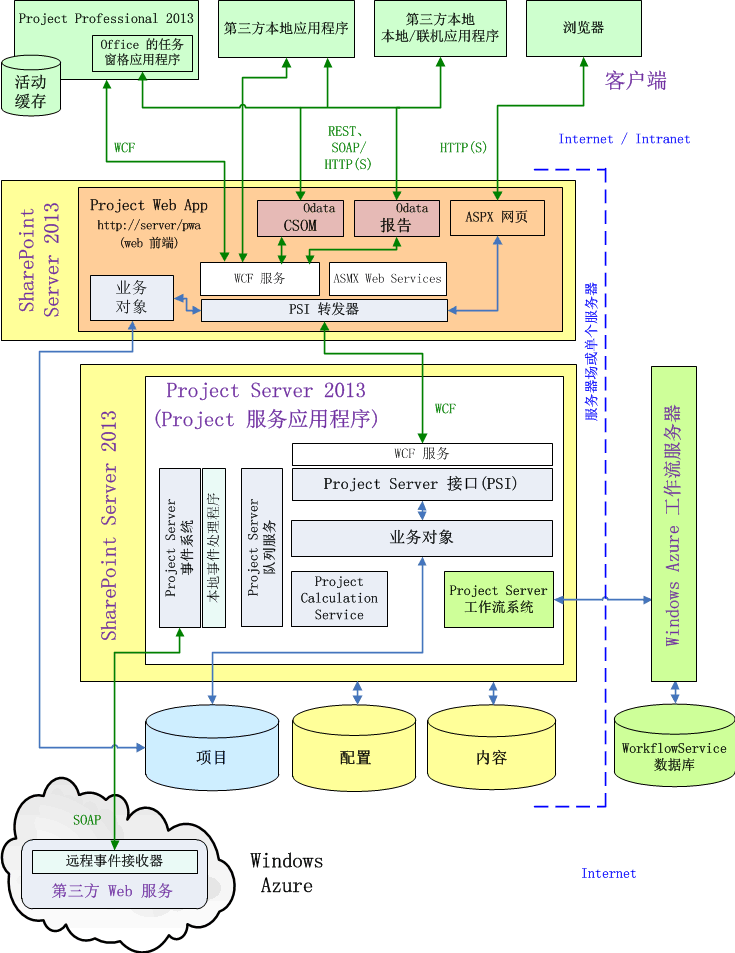 Project Professional 2013
Office 的任务
窗格应用程序
活动
缓存
第三方本地应用程序
第三方本地
本地/联机应用程序
浏览器
客户端
WCF
REST、
SOAP/
HTTP(S)
HTTP(S)
Internet / Intranet
SharePoint
Server 2013
Project Web App
http://server/pwa
(web 前端)
Odata
CSOM
Odata
报告
ASPX 网页
WCF 服务
ASMX Web Services
业务
对象
PSI 转发器
服务器场或单个服务器
SharePoint Server 2013
Project Server 2013
(Project 服务应用程序)
WCF
WCF 服务
Project Server 接口(PSI)
Project Server
事件系统
本地事件处理程序
Project Server
队列服务
业务对象
Project
Calculation
Service
Project Server
工作流系统
Windows Azure 工作流服务器
项目
配置
内容
WorkflowService
数据库
SOAP
远程事件接收器
第三方 Web 服务
Windows
Azure
Internet